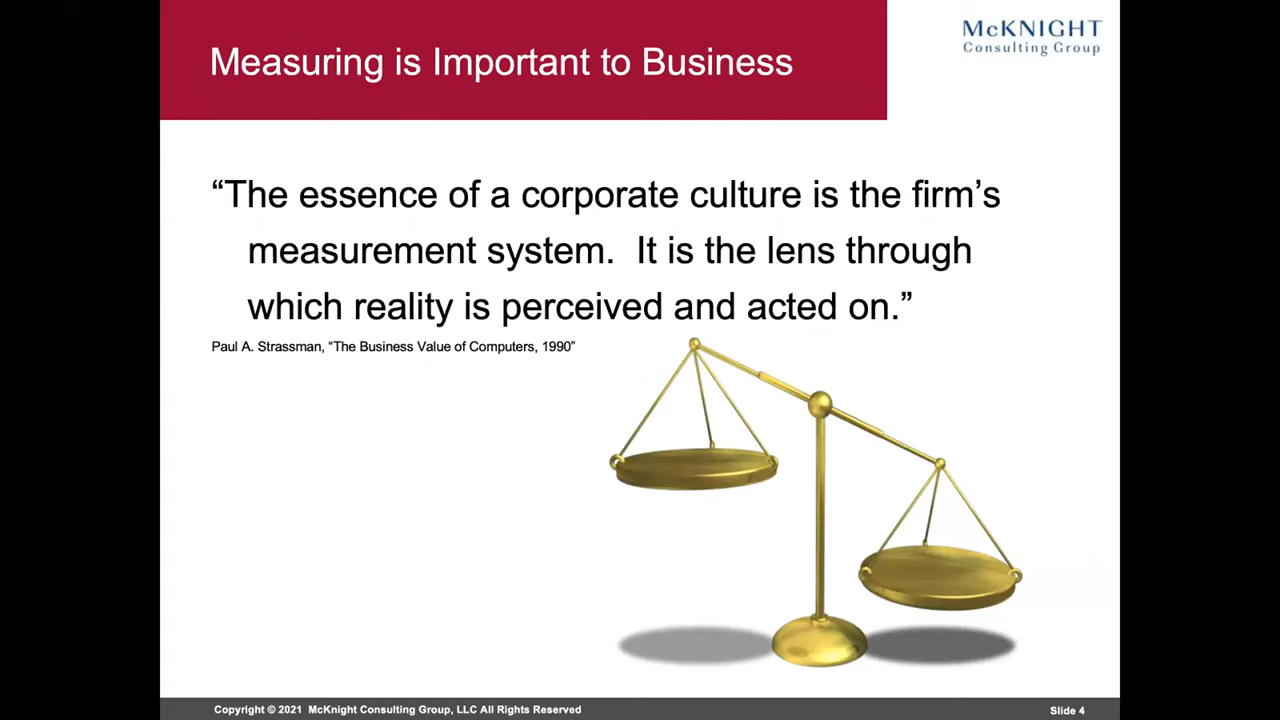 Measuring is Important to Business
McKNIGHT
Consulting Group
“The essence of a corporate culture is the firm’s
measurement system.  It is the lens through
which reality is perceived and acted on.”
Paul A. Strassman, “The Business Value of Computers, 1990”
Copyright © 2021  McKnight Consulting Group, LLC All Rights Reserved
Slide 4